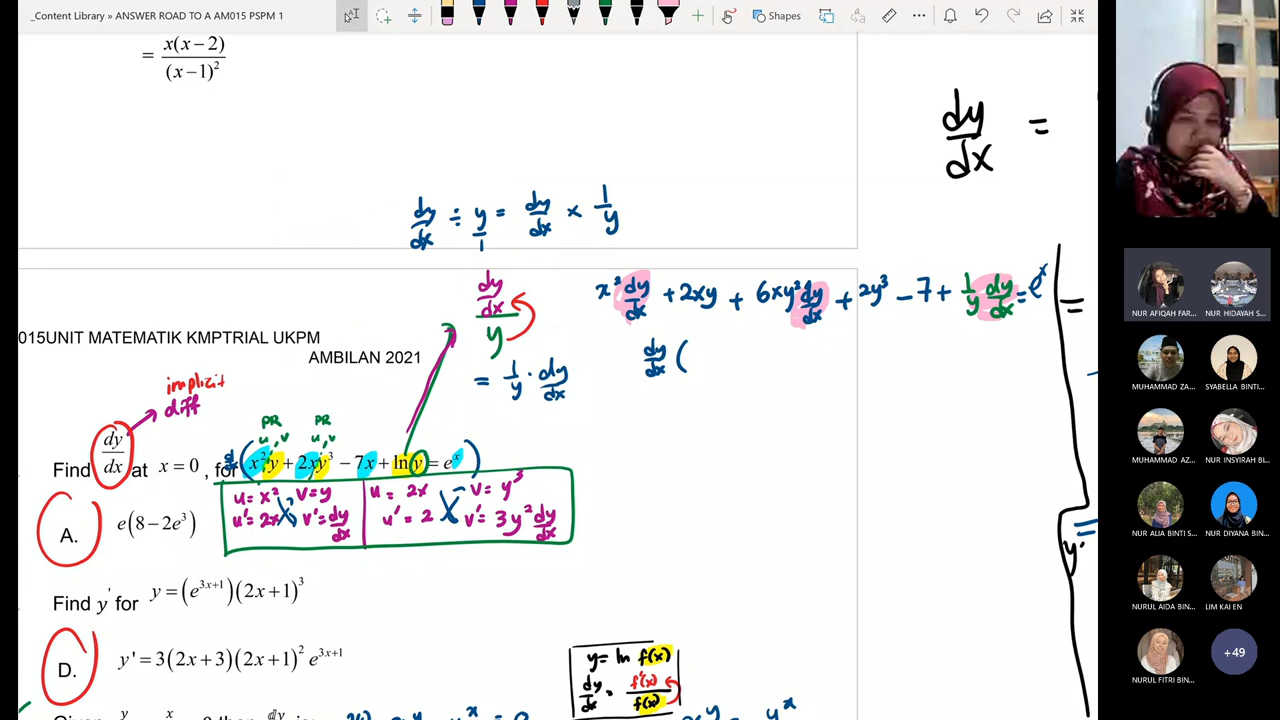 _Content Library » ANSWER ROAD TO A AM015 PSPM 1
Shapes
= x(x−2)/(x−1)²
dy/dx =
dy/dx ÷ y/1 = dy/dx × 1/y
dy/dx / y
= 1/y · dy/dx
x² dy/dx + 2xy + 6xy² dy/dx + 2y³ − 7 + 1/y dy/dx = eˣ
dy/dx (
=
015UNIT MATEMATIK KMPTRIAL UKPM
AMBILAN 2021
implicit
diff
PR PR
u, v u, v
Find dy/dx at x = 0 , for d/dx ( x²y + 2xy³ − 7x + ln y = eˣ )
u = x² v = y u = 2x v = y³
u' = 2x v' = dy/dx u' = 2 v' = 3y² dy/dx
A. e(8−2e³)
Find y' for y = (e³ˣ⁺¹)(2x+1)³
y'
=
D. y' = 3(2x+3)(2x+1)² e³ˣ⁺¹
y = ln f(x)
dy/dx = f'(x)/f(x)
NUR AFIQAH FAR...
NUR HIDAYAH S...
MUHAMMAD ZA...
SYABELLA BINTI...
MUHAMMAD AZ...
NUR INSYIRAH BI...
NUR ALIA BINTI S...
NUR DIYANA BIN...
NURUL AIDA BIN...
LIM KAI EN
NURUL FITRI BIN...
+49